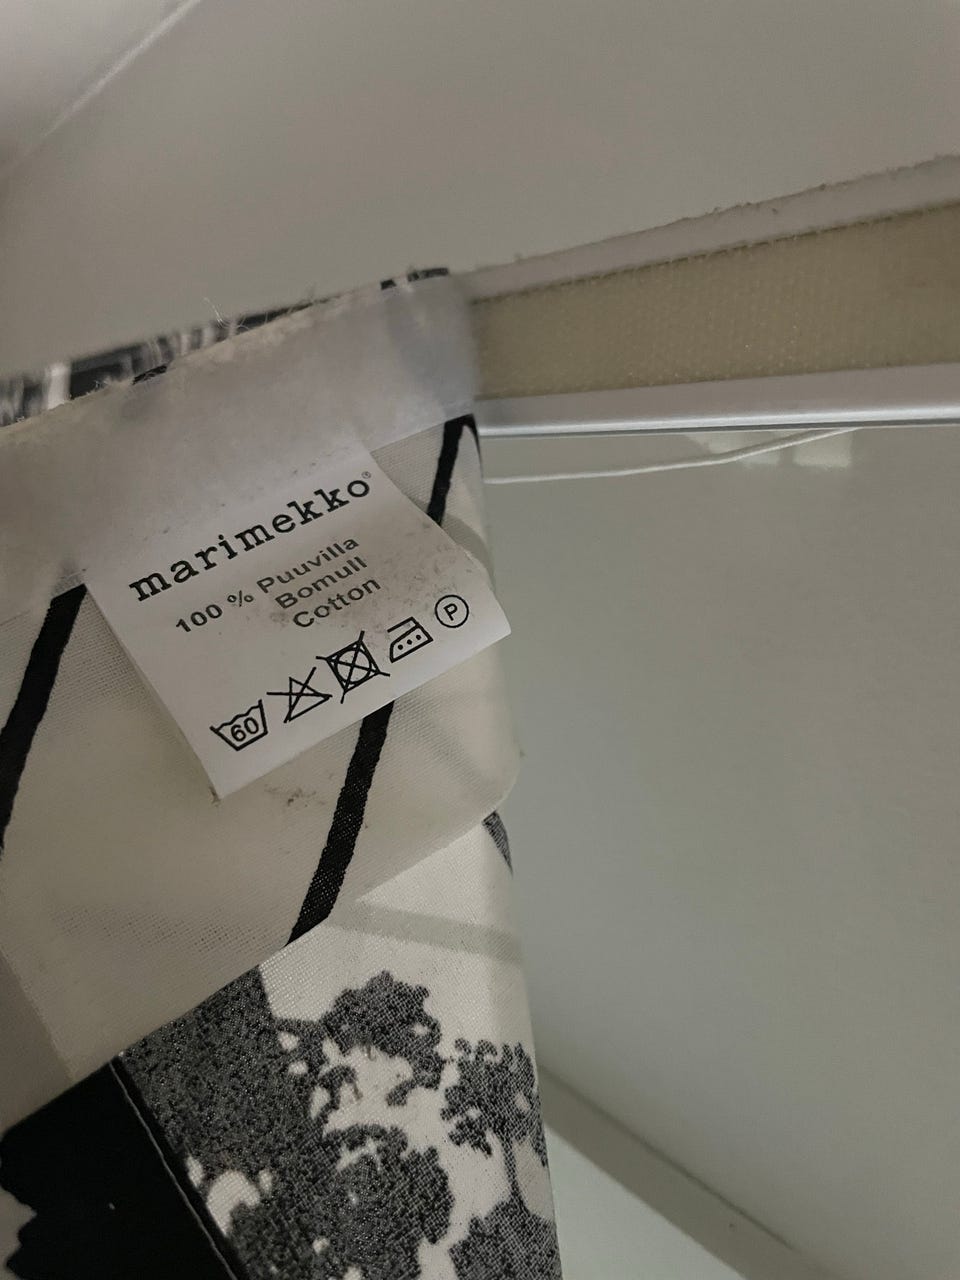 marimekko®
100 % Puuvilla
Bomull
Cotton
60
P